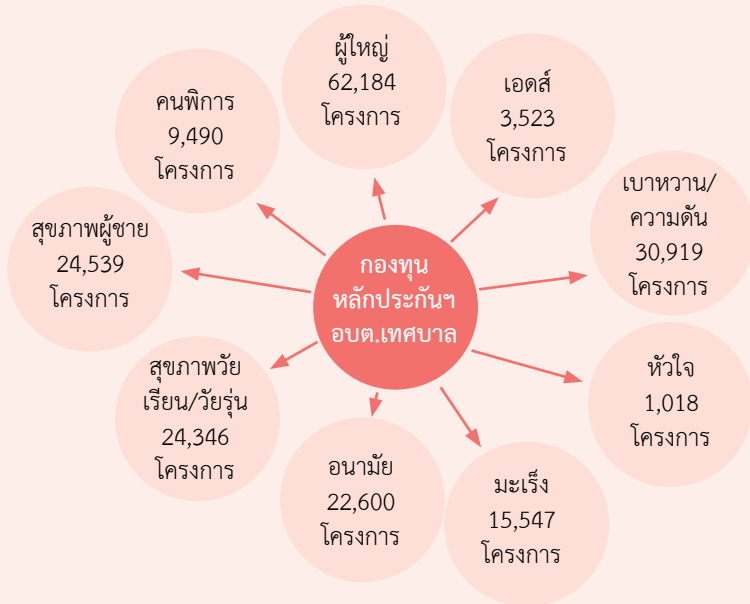 ผู้ใหญ่
62,184
โครงการ
เอดส์
3,523
โครงการ
เบาหวาน/
ความดัน
30,919
โครงการ
หัวใจ
1,018
โครงการ
มะเร็ง
15,547
โครงการ
อนามัย
22,600
โครงการ
สุขภาพวัย
เรียน/วัยรุ่น
24,346
โครงการ
สุขภาพผู้ชาย
24,539
โครงการ
คนพิการ
9,490
โครงการ
กองทุน
หลักประกันฯ
อบต.เทศบาล